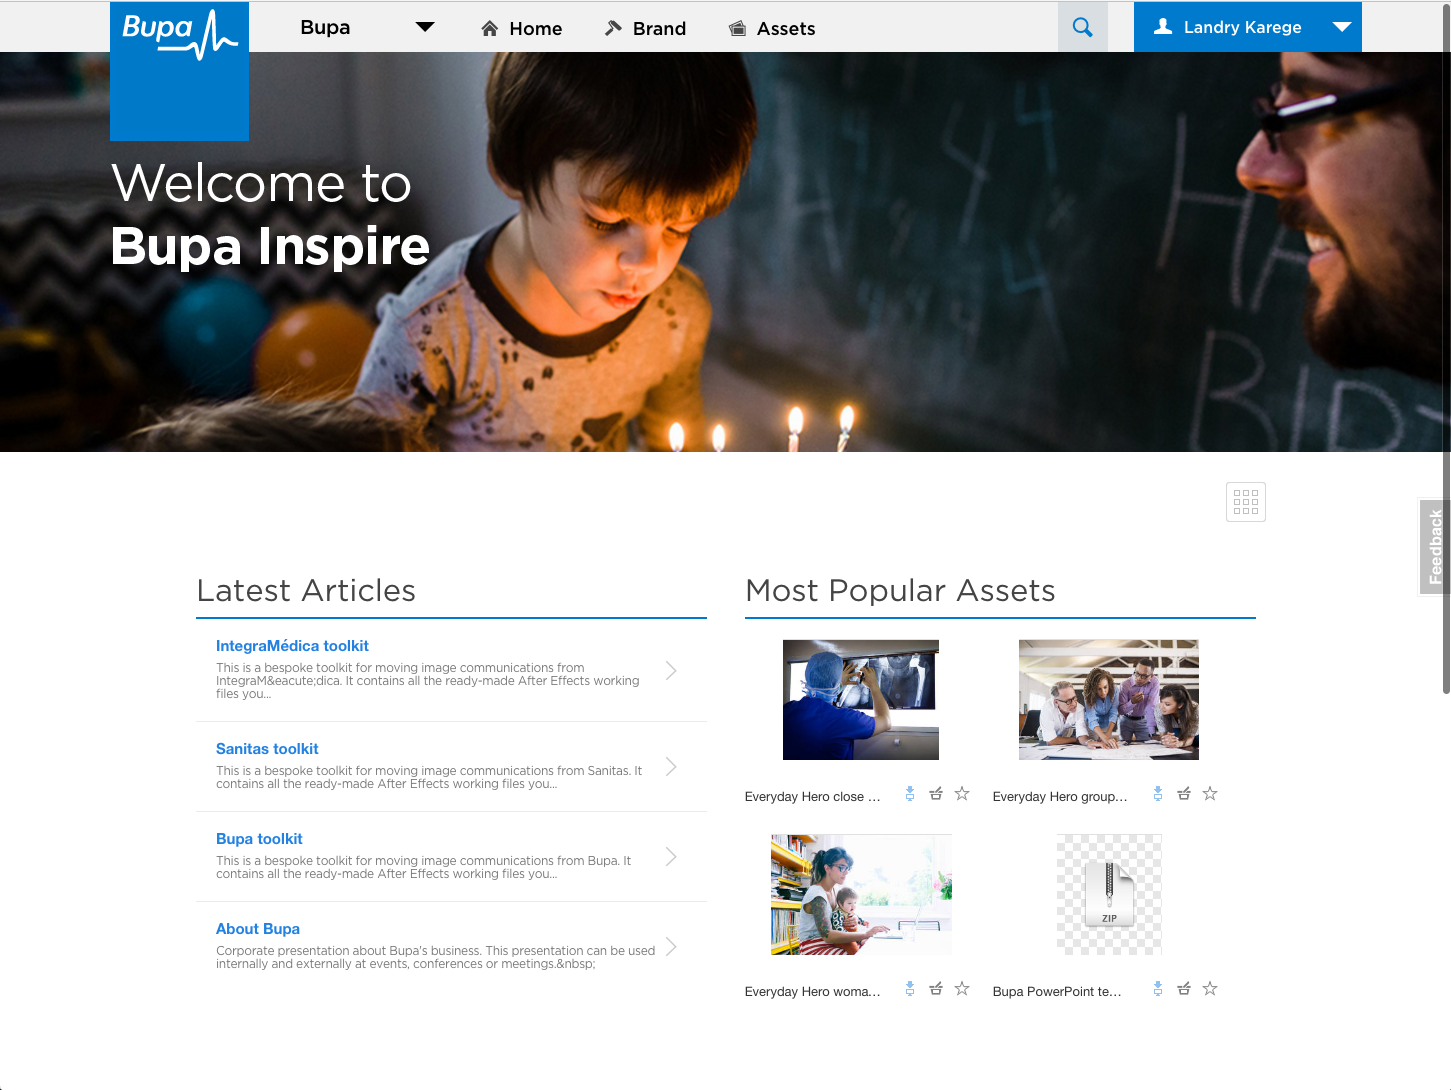 Bupa
Bupa
Home
Brand
Assets
Landry Karege
Welcome to
Bupa Inspire
Feedback
Latest Articles
IntegraMédica toolkit
This is a bespoke toolkit for moving image communications from
IntegraM&eacute;dica. It contains all the ready-made After Effects working
files you...
Sanitas toolkit
This is a bespoke toolkit for moving image communications from Sanitas. It
contains all the ready-made After Effects working files you...
Bupa toolkit
This is a bespoke toolkit for moving image communications from Bupa. It
contains all the ready-made After Effects working files you...
About Bupa
Corporate presentation about Bupa's business. This presentation can be used
internally and externally at events, conferences or meetings.&nbsp;
Most Popular Assets
Everyday Hero close ...
Everyday Hero group...
ZIP
Everyday Hero woma...
Bupa PowerPoint te...